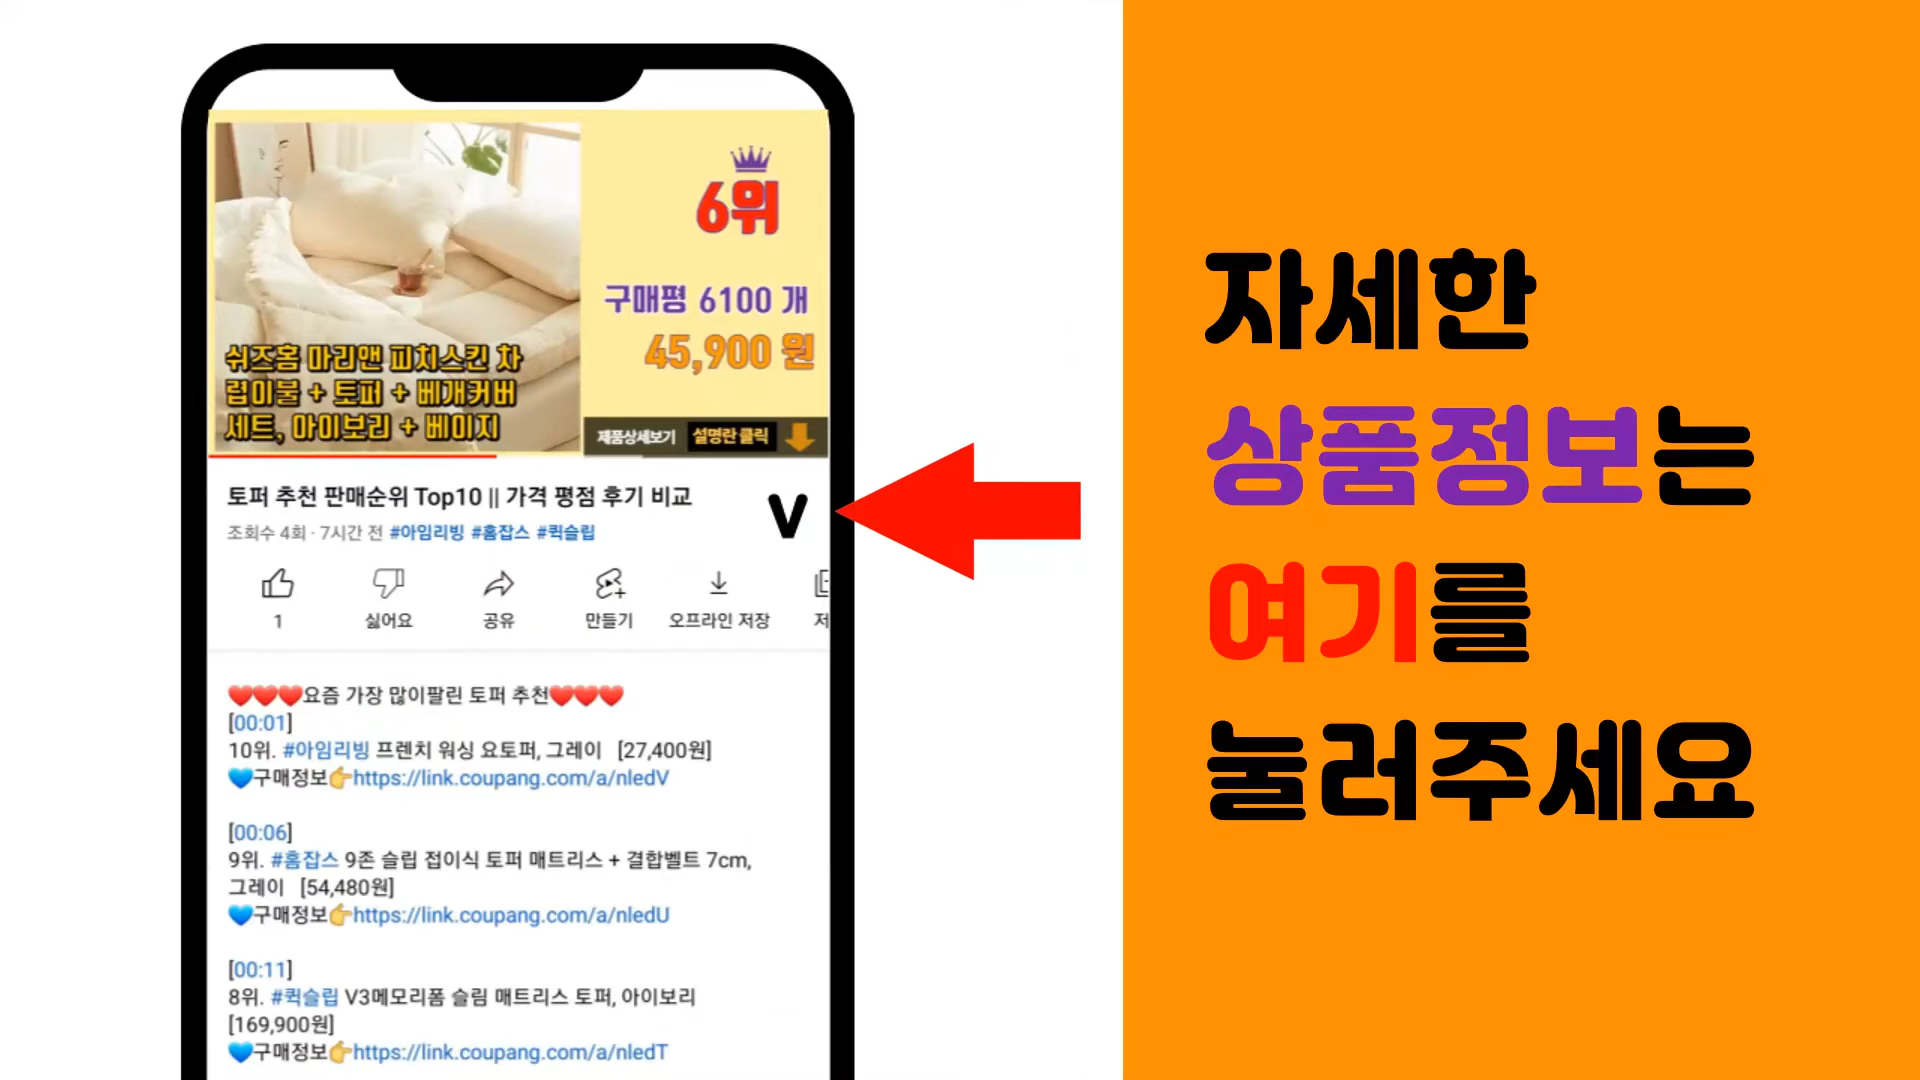 6위
구매평 6100 개
45,900 원
쉬즈홈 마리앤 피치스킨 차
렵이불 + 토퍼 + 베개커버
세트, 아이보리 + 베이지
제품상세보기 설명란 클릭
토퍼 추천 판매순위 Top10 || 가격 평점 후기 비교
V
조회수 4회 · 7시간 전 #아임리빙 #홈잡스 #퀵슬립
1 싫어요 공유 만들기 오프라인 저장 저
❤️❤️❤️요즘 가장 많이팔린 토퍼 추천❤️❤️❤️
[00:01]
10위. #아임리빙 프렌치 워싱 요토퍼, 그레이 [27,400원]
💙구매정보👉https://link.coupang.com/a/nledV
[00:06]
9위. #홈잡스 9존 슬립 접이식 토퍼 매트리스 + 결합벨트 7cm,
그레이 [54,480원]
💙구매정보👉https://link.coupang.com/a/nledU
[00:11]
8위. #퀵슬립 V3메모리폼 슬림 매트리스 토퍼, 아이보리
[169,900원]
💙구매정보👉https://link.coupang.com/a/nledT
자세한
상품정보는
여기를
눌러주세요